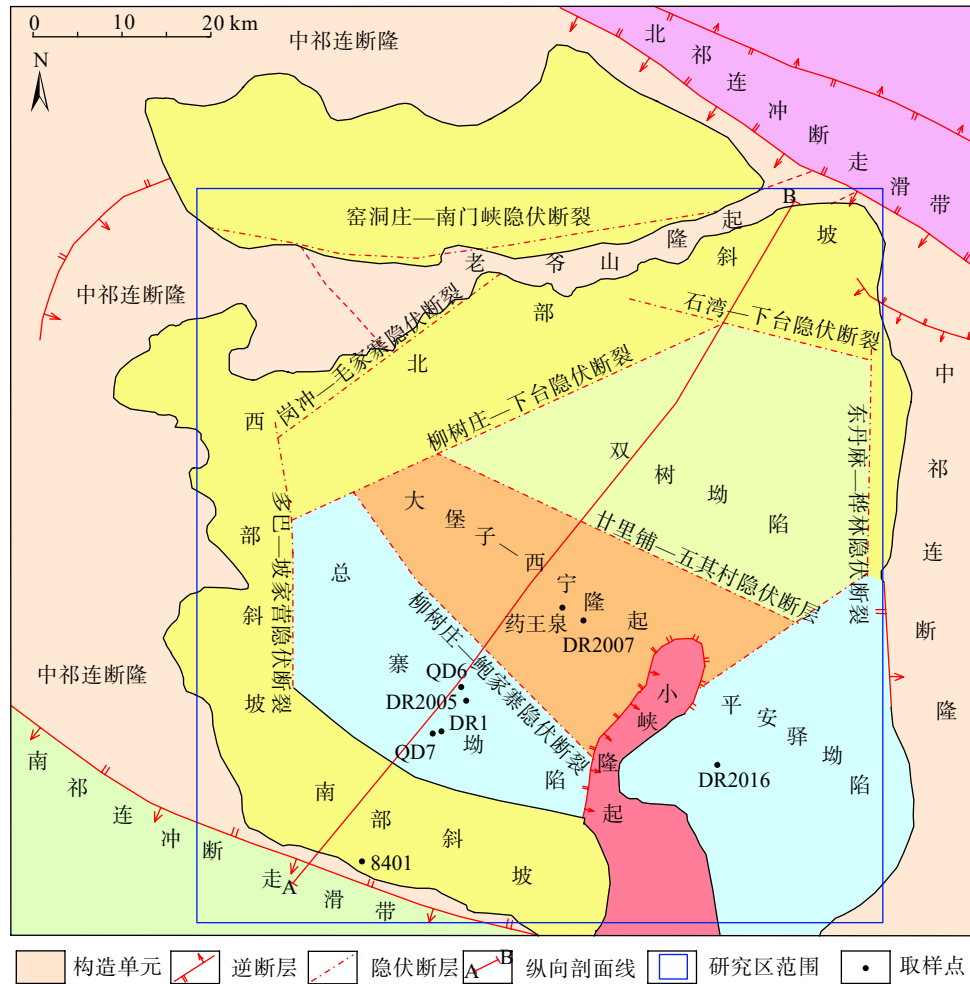 0 10 20 km
N
中祁连断隆
北祁连冲断走滑带
B
窑洞庄—南门峡隐伏断裂
老爷山隆起
中祁连断隆
岗冲—毛家寨隐伏断裂
西北部斜坡
石湾—下台隐伏断裂
柳树庄—下台隐伏断裂
中祁连断隆
双树坳陷
东丹麻—桦林隐伏断裂
大堡子—西宁隆起
廿里铺—五其村隐伏断层
多巴—坡家营隐伏断裂
西部斜坡
总寨坳陷
柳树庄—鲍家寨隐伏断裂
药王泉
DR2007
中祁连断隆
QD6
DR2005
DR1
QD7
小峡隆起
平安驿坳陷
DR2016
南祁连冲断走滑带
南部斜坡
8401
A
构造单元
逆断层
隐伏断层
A B
纵向剖面线
研究区范围
取样点